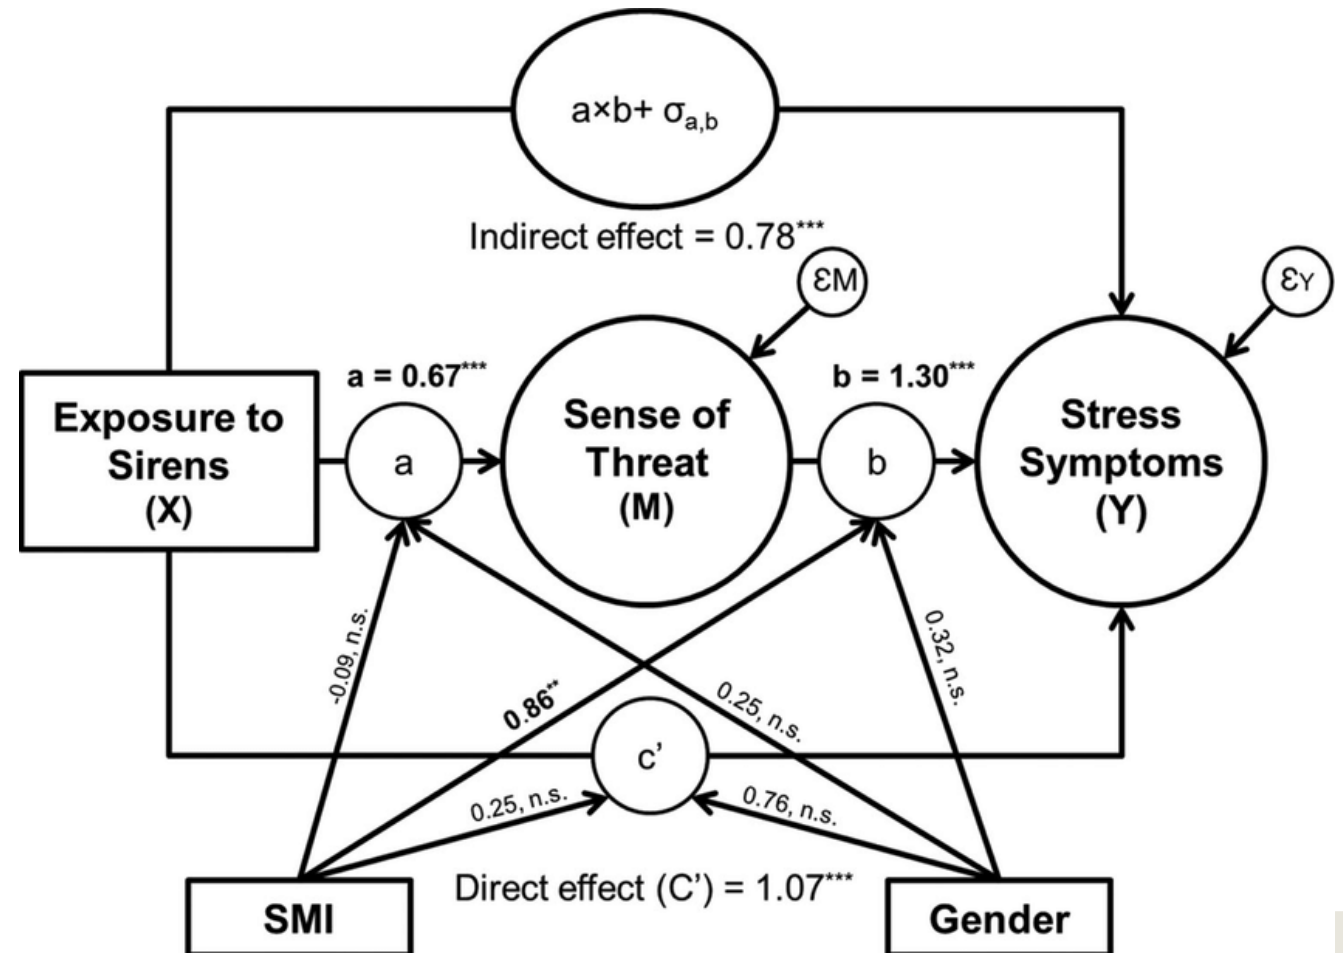 a×b+ σa,b
Indirect effect = 0.78***
εM
εY
a = 0.67***
b = 1.30***
Exposure to
Sirens
(X)
a
Sense of
Threat
(M)
b
Stress
Symptoms
(Y)
-0.09, n.s.
0.86**
0.25, n.s.
0.32, n.s.
c’
0.25, n.s.
0.76, n.s.
Direct effect (C’) = 1.07***
SMI
Gender